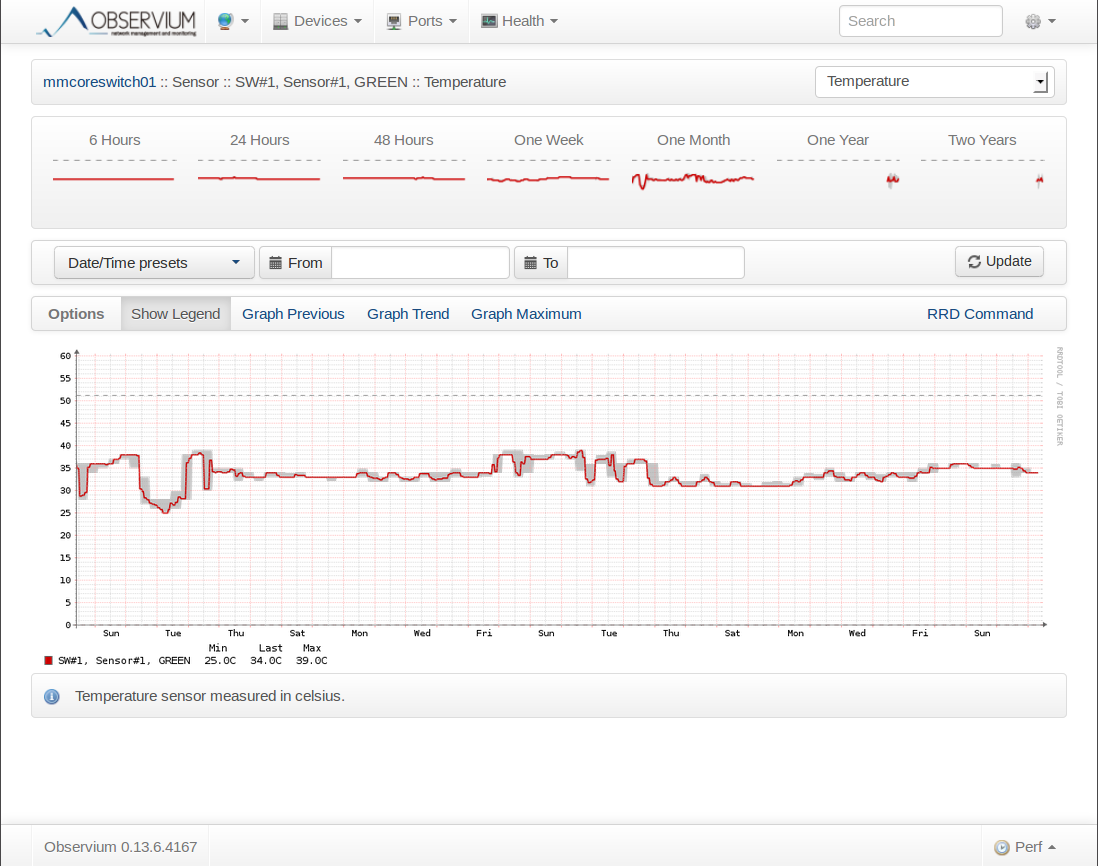 OBSERVIUM Devices Ports Health Search
network management and monitoring
mmcoreswitch01 :: Sensor :: SW#1, Sensor#1, GREEN :: Temperature Temperature
6 Hours 24 Hours 48 Hours One Week One Month One Year Two Years
Date/Time presets From To Update
Options Show Legend Graph Previous Graph Trend Graph Maximum RRD Command
RRDTOOL / TOBI OETIKER
60
55
50
45
40
35
30
25
20
15
10
5
0
Sun Tue Thu Sat Mon Wed Fri Sun Tue Thu Sat Mon Wed Fri Sun
Min Last Max
SW#1, Sensor#1, GREEN 25.0C 34.0C 39.0C
Temperature sensor measured in celsius.
Observium 0.13.6.4167 Perf